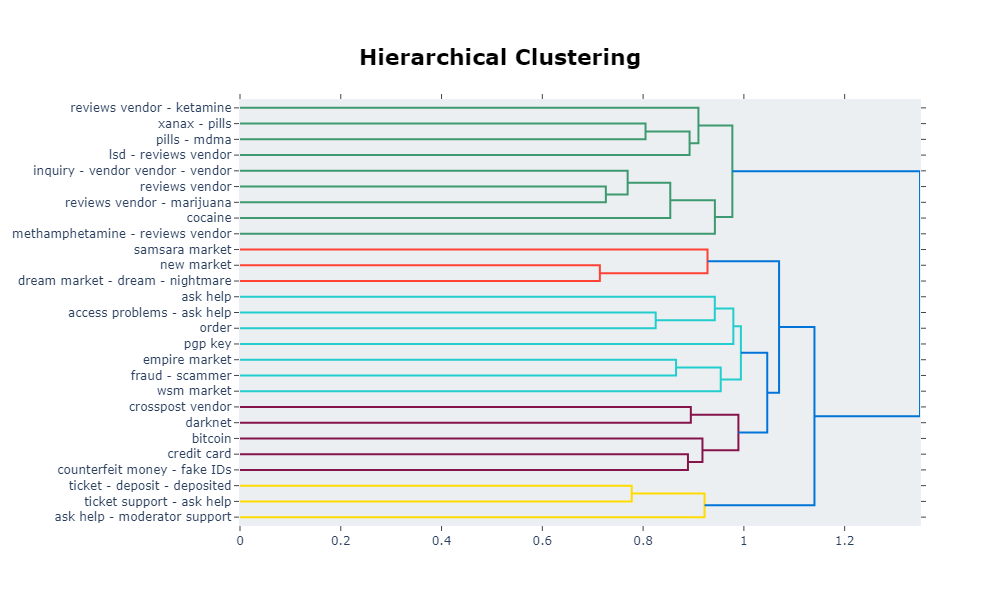 Hierarchical Clustering
reviews vendor - ketamine
xanax - pills
pills - mdma
lsd - reviews vendor
inquiry - vendor vendor - vendor
reviews vendor
reviews vendor - marijuana
cocaine
methamphetamine - reviews vendor
samsara market
new market
dream market - dream - nightmare
ask help
access problems - ask help
order
pgp key
empire market
fraud - scammer
wsm market
crosspost vendor
darknet
bitcoin
credit card
counterfeit money - fake IDs
ticket - deposit - deposited
ticket support - ask help
ask help - moderator support
0 0.2 0.4 0.6 0.8 1 1.2